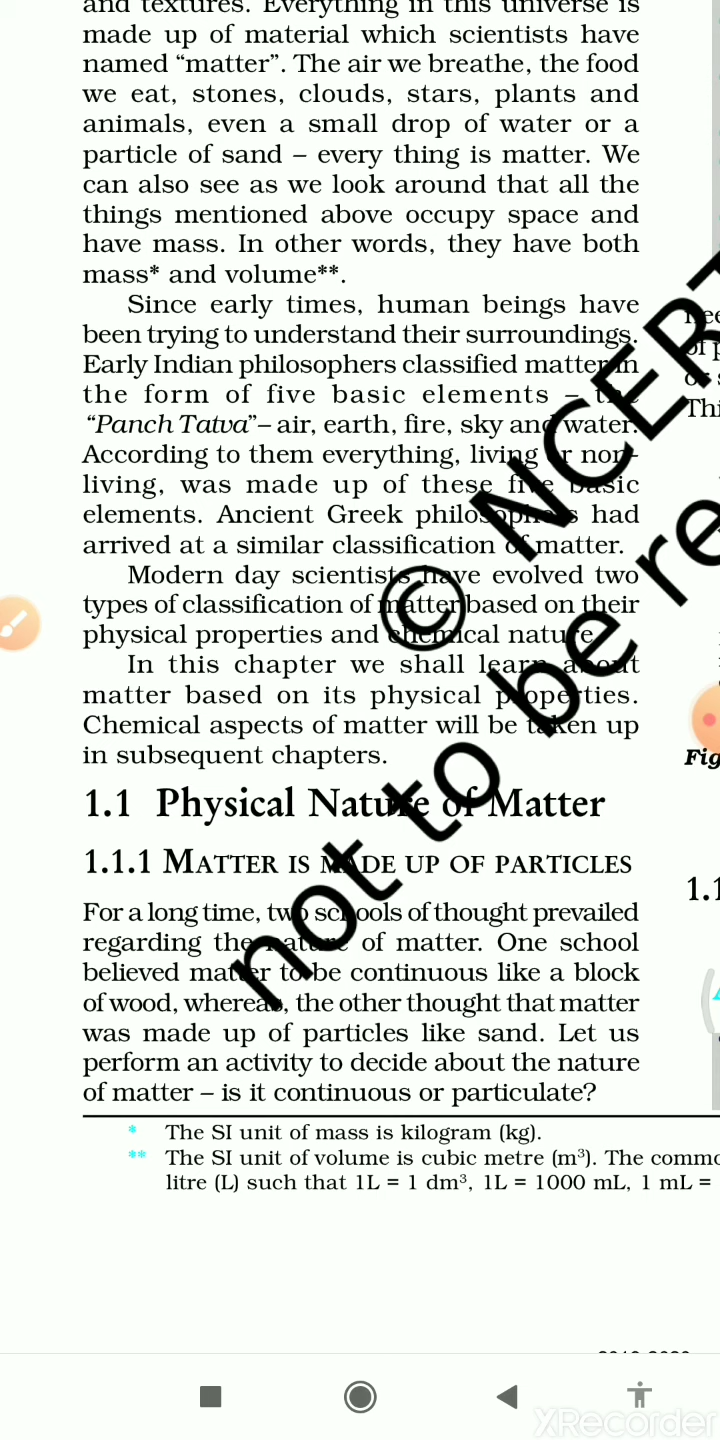 and textures. Everything in this universe is
made up of material which scientists have
named “matter”. The air we breathe, the food
we eat, stones, clouds, stars, plants and
animals, even a small drop of water or a
particle of sand – every thing is matter. We
can also see as we look around that all the
things mentioned above occupy space and
have mass. In other words, they have both
mass* and volume**.
Since early times, human beings have
been trying to understand their surroundings.
Early Indian philosophers classified matter in
the form of five basic elements – the
“Panch Tatva”– air, earth, fire, sky and water.
According to them everything, living or non-
living, was made up of these five basic
elements. Ancient Greek philosophers had
arrived at a similar classification of matter.
Modern day scientists have evolved two
types of classification of matter based on their
physical properties and chemical nature.
In this chapter we shall learn about
matter based on its physical properties.
Chemical aspects of matter will be taken up
in subsequent chapters.
1.1 Physical Nature of Matter
1.1.1 MATTER IS MADE UP OF PARTICLES
For a long time, two schools of thought prevailed
regarding the nature of matter. One school
believed matter to be continuous like a block
of wood, whereas, the other thought that matter
was made up of particles like sand. Let us
perform an activity to decide about the nature
of matter – is it continuous or particulate?
* The SI unit of mass is kilogram (kg).
** The SI unit of volume is cubic metre (m³). The
litre (L) such that 1L = 1 dm³, 1L = 1000 mL, 1 mL =
© NCERT
not to be re
of
Fig
1.1
XRecorder